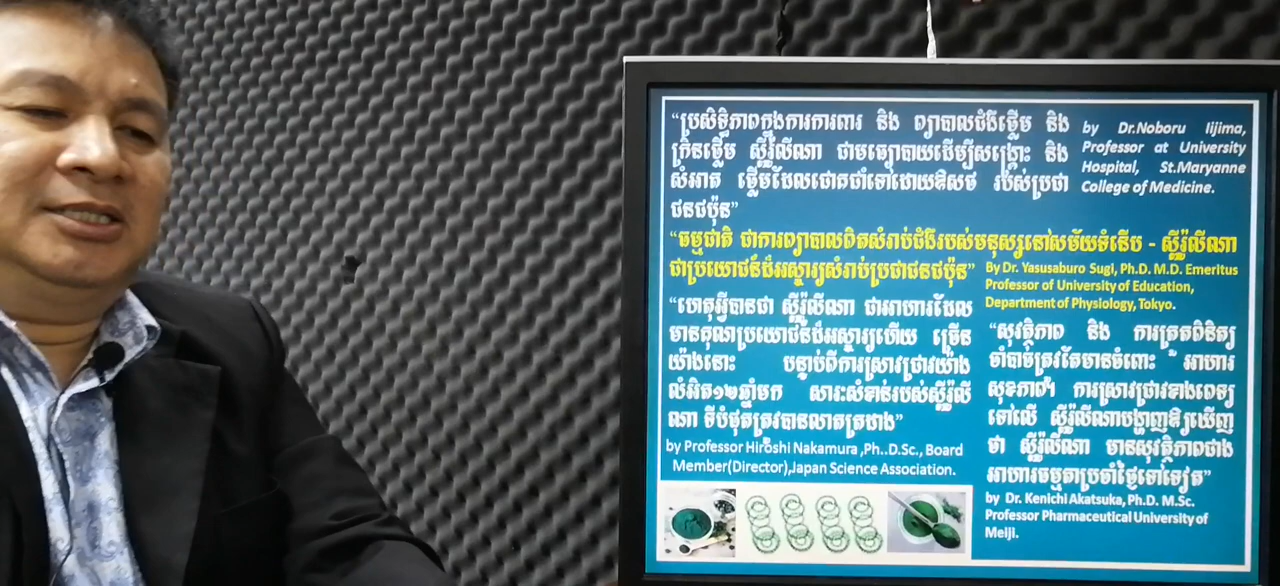 “ប្រសិទ្ធិភាពក្នុងការការពារ និង ព្យាបាលជំងឺថ្លើម និង
ក្រិនថ្លើម ស្ពីរ៉ូលីណា ជាមធ្យោបាយដើម្បីសង្គ្រោះ និង
សំអាត ថ្លើមដែលជោគជាំទៅដោយឱសថ របស់ប្រជា
ជនជប៉ុន”
by Dr.Noboru Iijima,
Professor at University
Hospital, St.Maryanne
College of Medicine.
“ធម្មជាតិ ជាការព្យាបាលពិតសំរាប់ជំងឺរបស់មនុស្សនៅសម័យទំនើប - ស្ពីរ៉ូលីណា
ជាប្រយោជន៍ដ៏អស្ចារ្យសំរាប់ប្រជាជនជប៉ុន”
By Dr. Yasusaburo Sugi, Ph.D. M.D. Emeritus
Professor of University of Education,
Department of Physiology, Tokyo.
“ហេតុអ្វីបានជា ស្ពីរ៉ូលីណា ជាអាហារដែល
មានគុណប្រយោជន៍ដ៏អស្ចារ្យហើយ ច្រើន
យ៉ាងនោះ បន្ទាប់ពីការស្រាវជ្រាវយ៉ាង
លំអិត១២ឆ្នាំមក សារៈសំខាន់របស់ស្ពីរ៉ូលី
ណា ទីបំផុតត្រូវបានលាតត្រដាង”
by Professor Hiroshi Nakamura ,Ph..D.Sc., Board
Member(Director),Japan Science Association.
“សុវត្ថិភាព និង ការត្រួតពិនិត្យ
ចាំបាច់ត្រូវតែមានចំពោះ អាហារ
សុខភាព។ ការស្រាវជ្រាវខាងពេទ្យ
ទៅលើ ស្ពីរ៉ូលីណាបង្ហាញឱ្យឃើញ
ថា ស្ពីរ៉ូលីណា មានសុវត្ថិភាពជាង
អាហារធម្មតាប្រចាំថ្ងៃទៅទៀត”
by Dr. Kenichi Akatsuka, Ph.D. M.Sc.
Professor Pharmaceutical University of
Meiji.